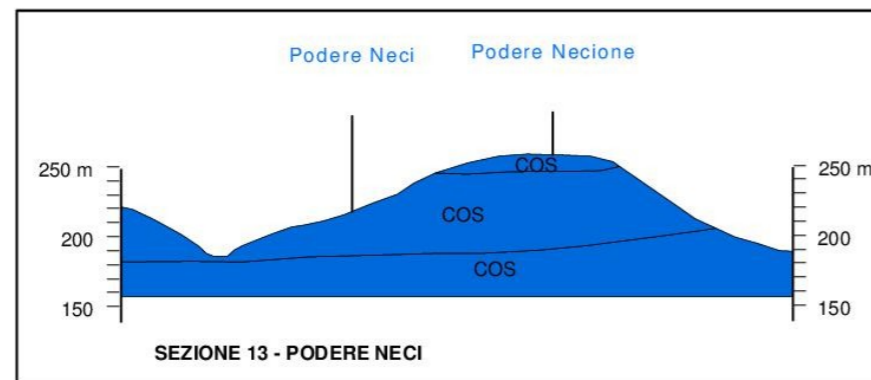 Podere Neci Podere Necione
250 m COS 250 m
COS
200 200
COS
150 150
SEZIONE 13 - PODERE NECI